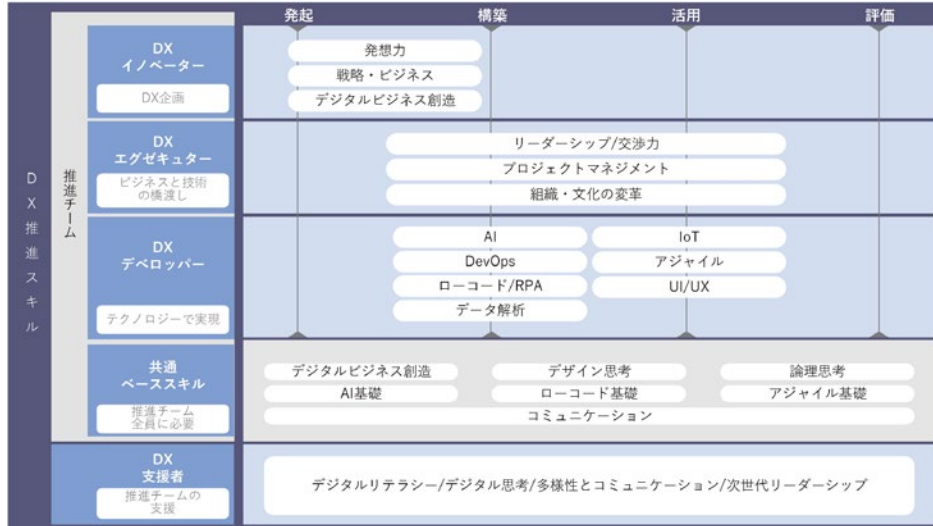 発起 構築 活用 評価
DX推進スキル
推進チーム
DX
イノベーター
DX企画
発想力
戦略・ビジネス
デジタルビジネス創造
DX
エグゼキュター
ビジネスと技術
の橋渡し
リーダーシップ/交渉力
プロジェクトマネジメント
組織・文化の変革
DX
デベロッパー
テクノロジーで実現
AI IoT
DevOps アジャイル
ローコード/RPA UI/UX
データ解析
共通
ベーススキル
推進チーム
全員に必要
デジタルビジネス創造 デザイン思考 論理思考
AI基礎 ローコード基礎 アジャイル基礎
コミュニケーション
DX
支援者
推進チームの
支援
デジタルリテラシー/デジタル思考/多様性とコミュニケーション/次世代リーダーシップ